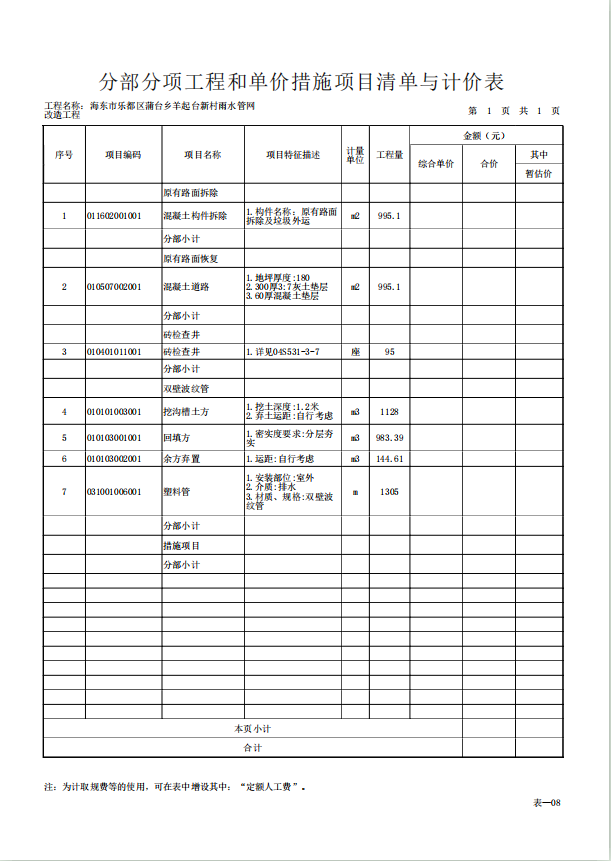 分部分项工程和单价措施项目清单与计价表
工程名称：海东市乐都区蒲台乡羊起台新村雨水管网
改造工程
第 1 页 共 1 页
序号 项目编码 项目名称 项目特征描述 计量单位 工程量 金额（元）
综合单价 合价 其中
暂估价
原有路面拆除
1 011602001001 混凝土构件拆除 1.构件名称：原有路面
拆除及垃圾外运 m2 995.1
分部小计
原有路面恢复
2 010507002001 混凝土道路 1.地坪厚度:180
2.300厚3:7灰土垫层
3.60厚混凝土垫层 m2 995.1
分部小计
砖检查井
3 010401011001 砖检查井 1.详见04S531-3-7 座 95
分部小计
双壁波纹管
4 010101003001 挖沟槽土方 1.挖土深度:1.2米
2.弃土运距:自行考虑 m3 1128
5 010103001001 回填方 1.密实度要求:分层夯
实 m3 983.39
6 010103002001 余方弃置 1.运距:自行考虑 m3 144.61
7 031001006001 塑料管 1.安装部位:室外
2.介质:排水
3.材质、规格:双壁波
纹管 m 1305
分部小计
措施项目
分部小计
本页小计
合计
注：为计取规费等的使用，可在表中增设其中：“定额人工费”。
表—08